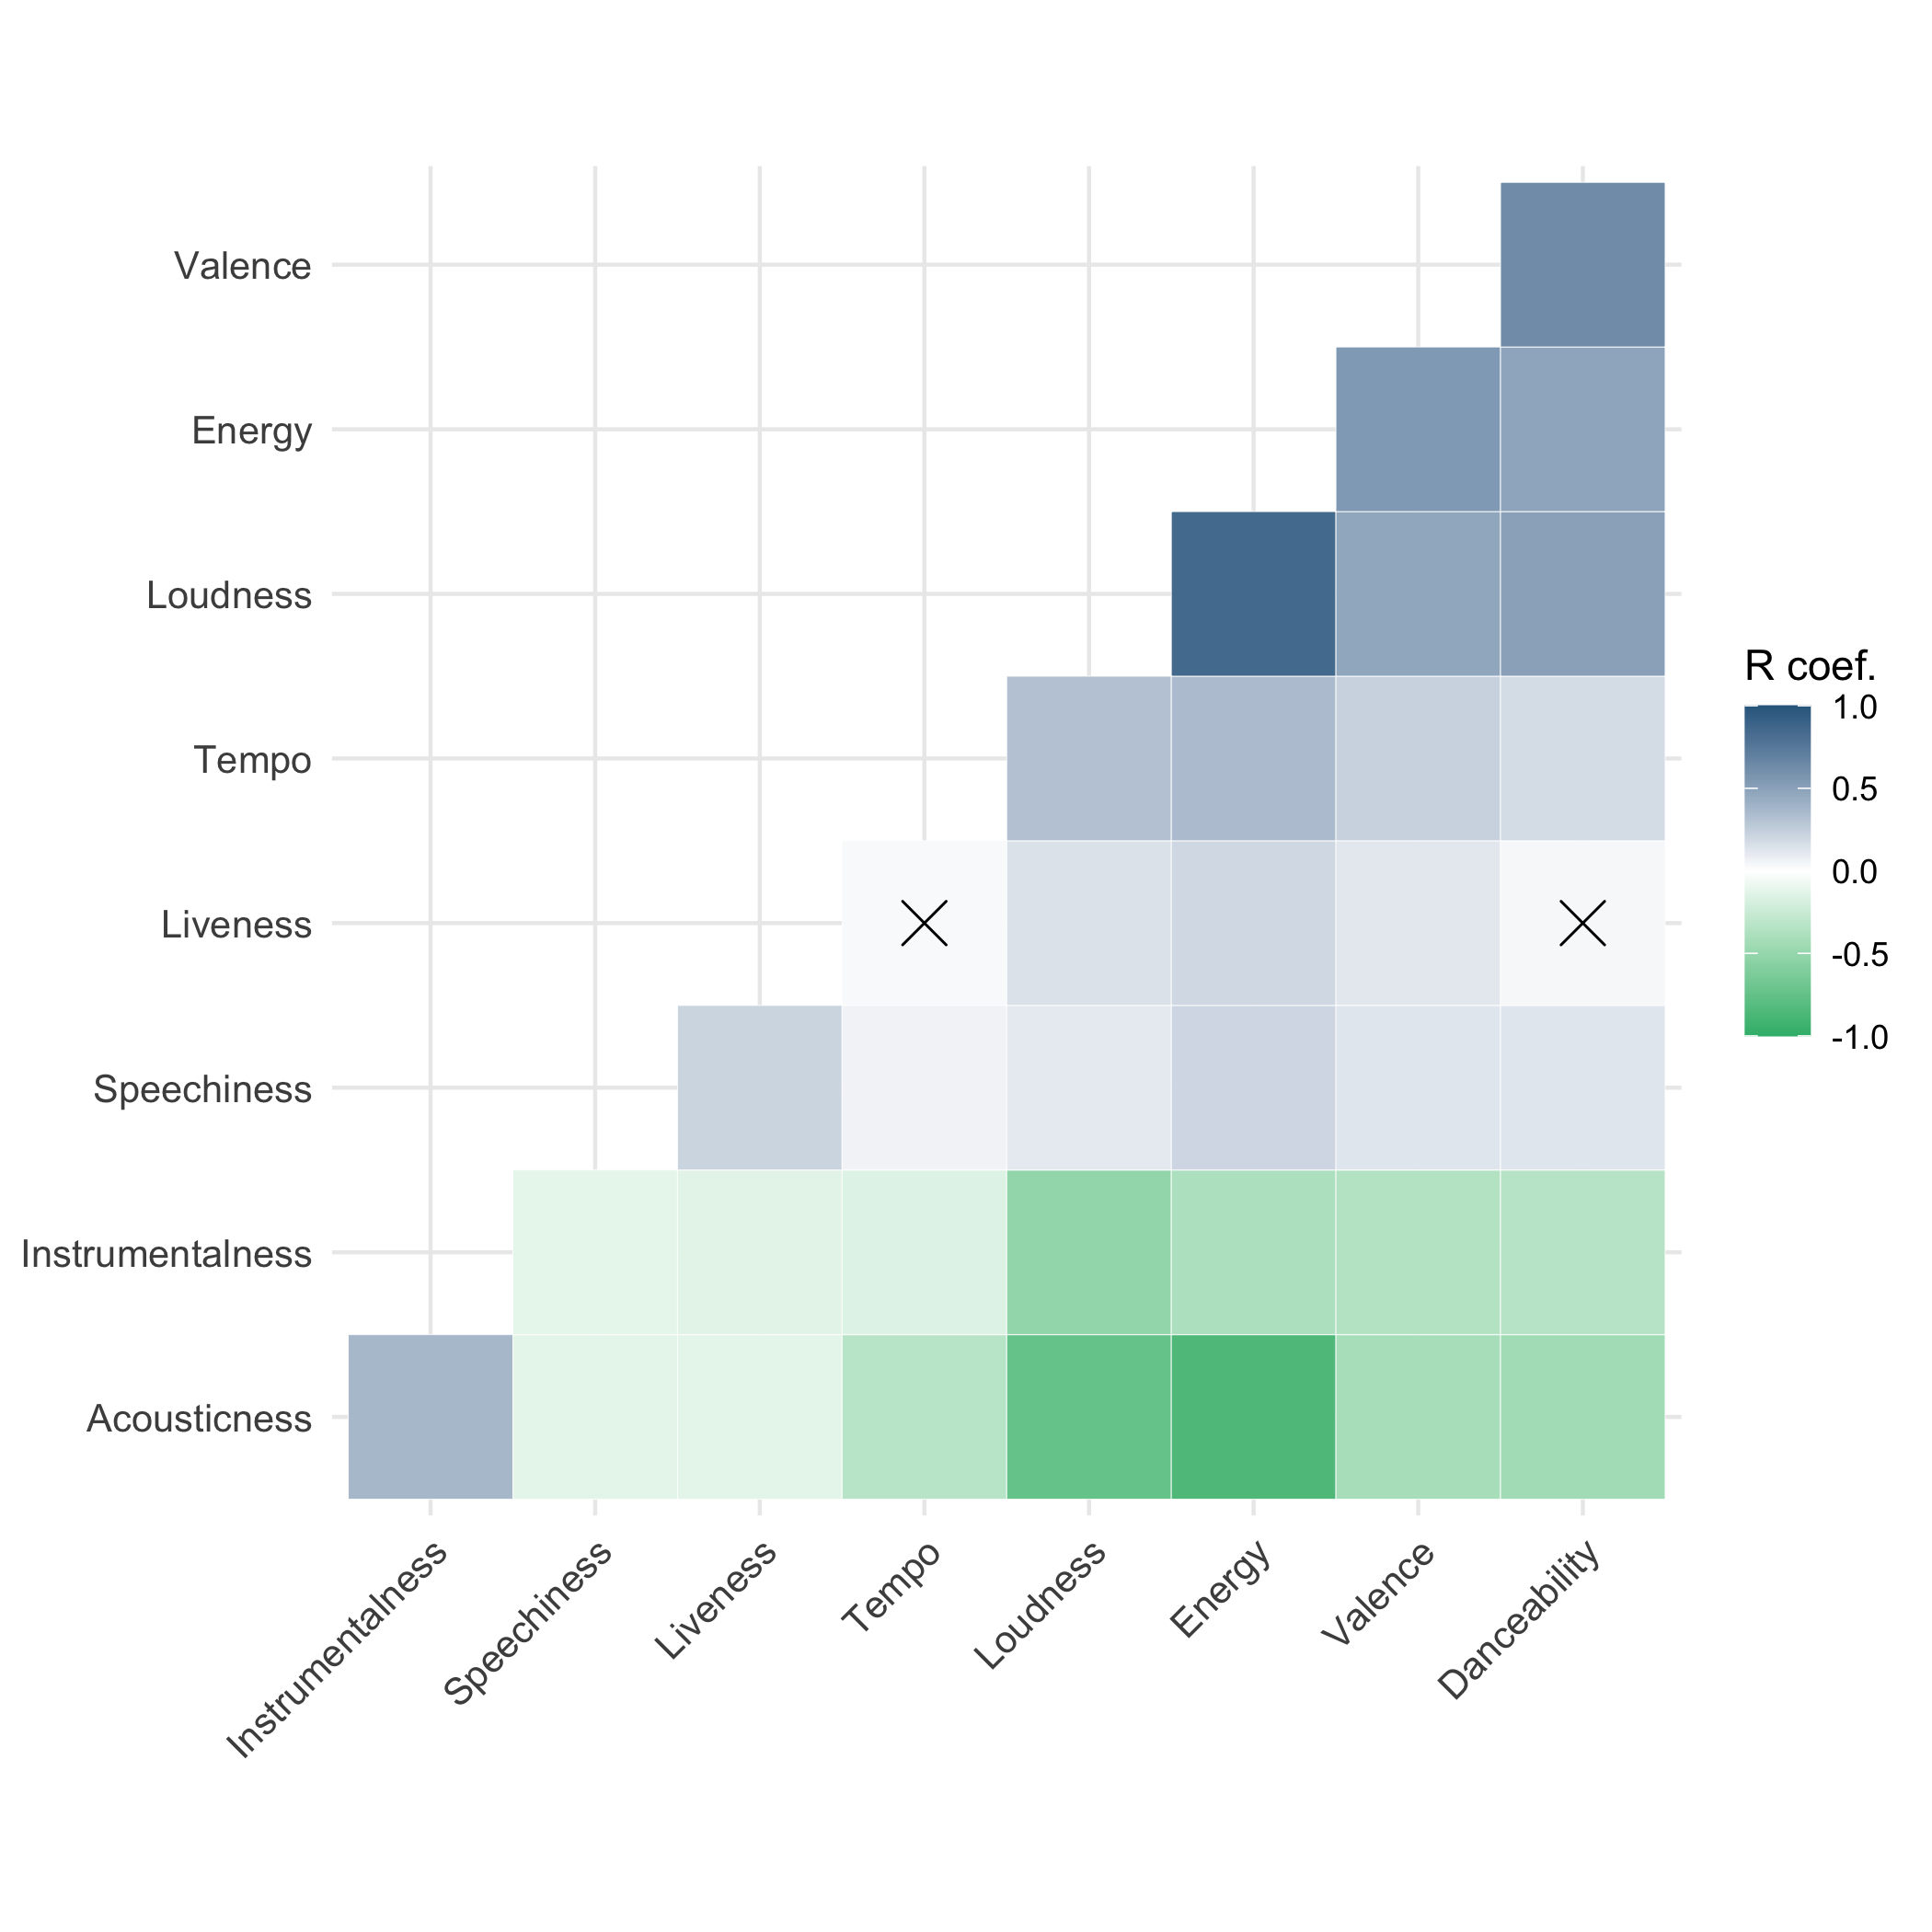 Valence
Energy
Loudness
Tempo
Liveness
Speechiness
Instrumentalness
Acousticness
Instrumentalness
Speechiness
Liveness
Tempo
Loudness
Energy
Valence
Danceability
R coef.
1.0
0.5
0.0
-0.5
-1.0